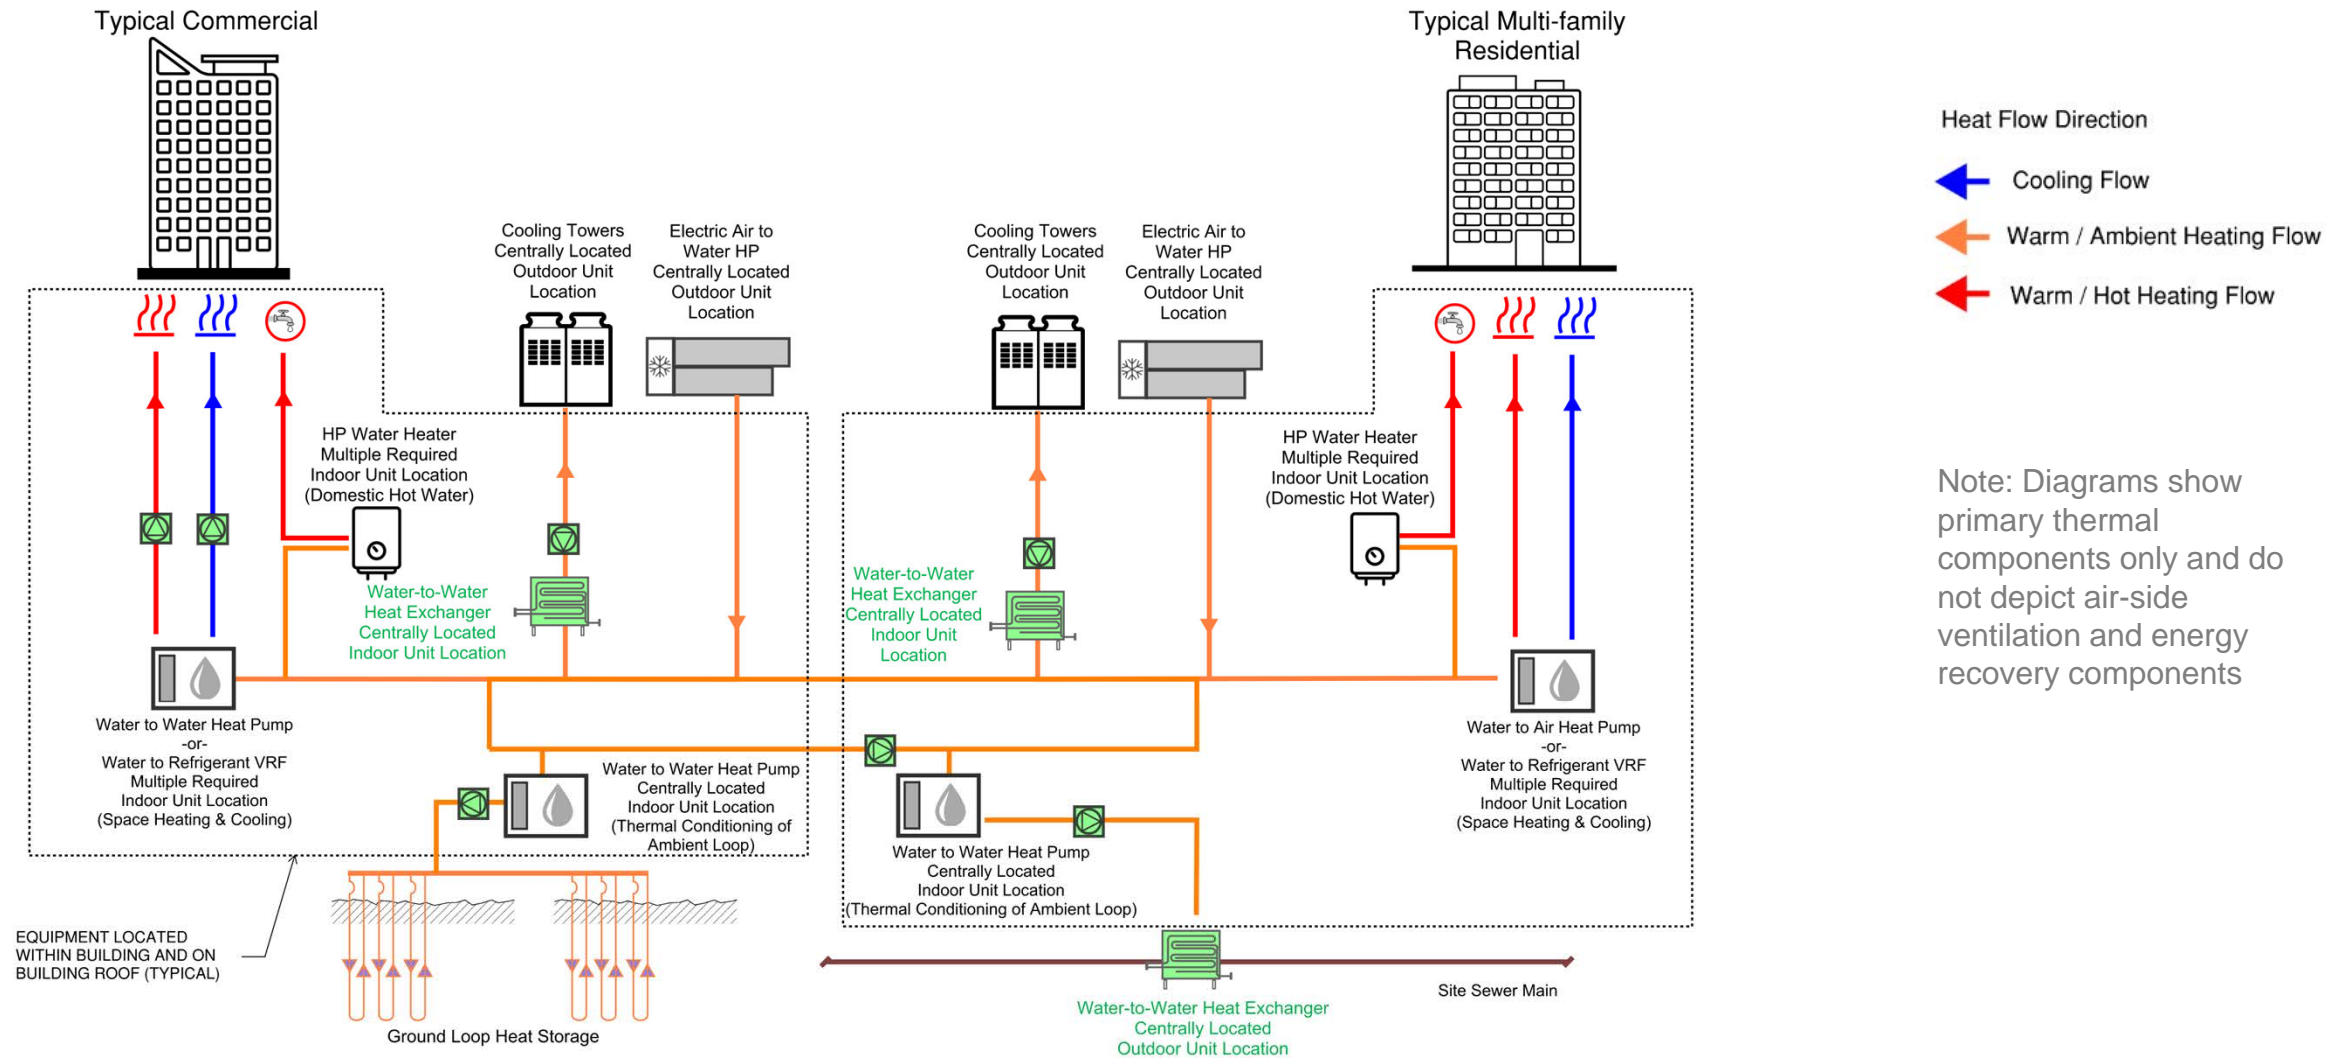 Typical Commercial
Typical Multi-family
Residential
Heat Flow Direction
Cooling Flow
Warm / Ambient Heating Flow
Warm / Hot Heating Flow
Cooling Towers
Centrally Located
Outdoor Unit
Location
Electric Air to
Water HP
Centrally Located
Outdoor Unit
Location
Cooling Towers
Centrally Located
Outdoor Unit
Location
Electric Air to
Water HP
Centrally Located
Outdoor Unit
Location
HP Water Heater
Multiple Required
Indoor Unit Location
(Domestic Hot Water)
HP Water Heater
Multiple Required
Indoor Unit Location
(Domestic Hot Water)
Note: Diagrams show
primary thermal
components only and do
not depict air-side
ventilation and energy
recovery components
Water-to-Water
Heat Exchanger
Centrally Located
Indoor Unit Location
Water-to-Water
Heat Exchanger
Centrally Located
Indoor Unit
Location
Water to Water Heat Pump
-or-
Water to Refrigerant VRF
Multiple Required
Indoor Unit Location
(Space Heating & Cooling)
Water to Water Heat Pump
Centrally Located
Indoor Unit Location
(Thermal Conditioning of
Ambient Loop)
Water to Water Heat Pump
Centrally Located
Indoor Unit Location
(Thermal Conditioning of Ambient Loop)
Water to Air Heat Pump
-or-
Water to Refrigerant VRF
Multiple Required
Indoor Unit Location
(Space Heating & Cooling)
EQUIPMENT LOCATED
WITHIN BUILDING AND ON
BUILDING ROOF (TYPICAL)
Ground Loop Heat Storage
Site Sewer Main
Water-to-Water Heat Exchanger
Centrally Located
Outdoor Unit Location